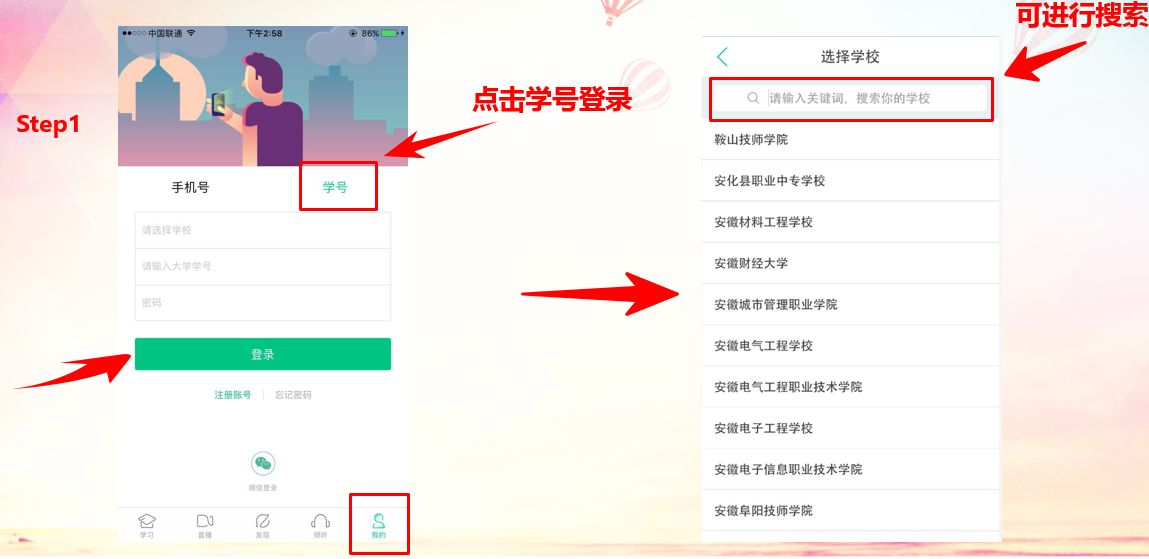 可进行搜索
中国联通 下午2:58 86%
选择学校
请输入关键词，搜索你的学校
点击学号登录
Step1
手机号 学号
请选择学校
请输入大学学号
密码
登录
注册账号 忘记密码
微信登录
学习 直播 发现 倾听 我的
鞍山技师学院
安化县职业中专学校
安徽材料工程学校
安徽财经大学
安徽城市管理职业学院
安徽电气工程学校
安徽电气工程职业技术学院
安徽电子工程学校
安徽电子信息职业技术学院
安徽阜阳技师学院